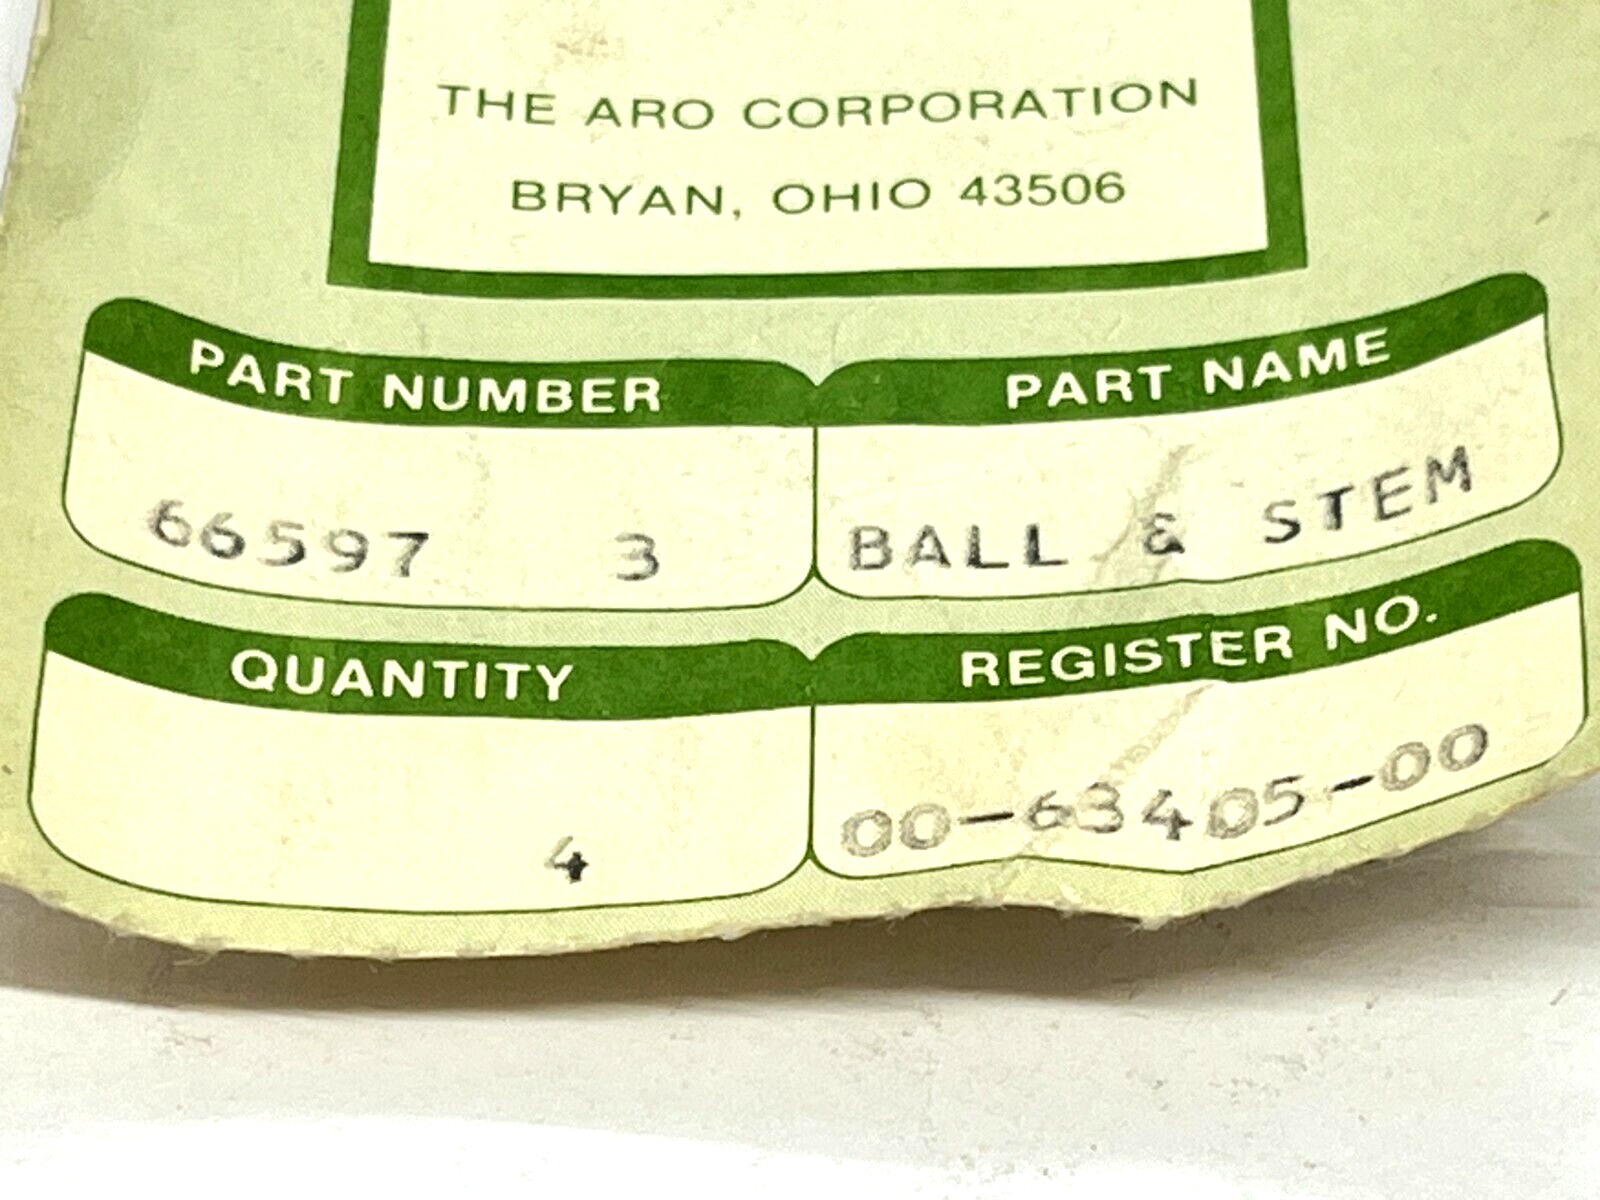 THE ARO CORPORATION
BRYAN, OHIO 43506
PART NUMBER
PART NAME
66597 3
BALL & STEM
QUANTITY
REGISTER NO.
4
00-63405-00